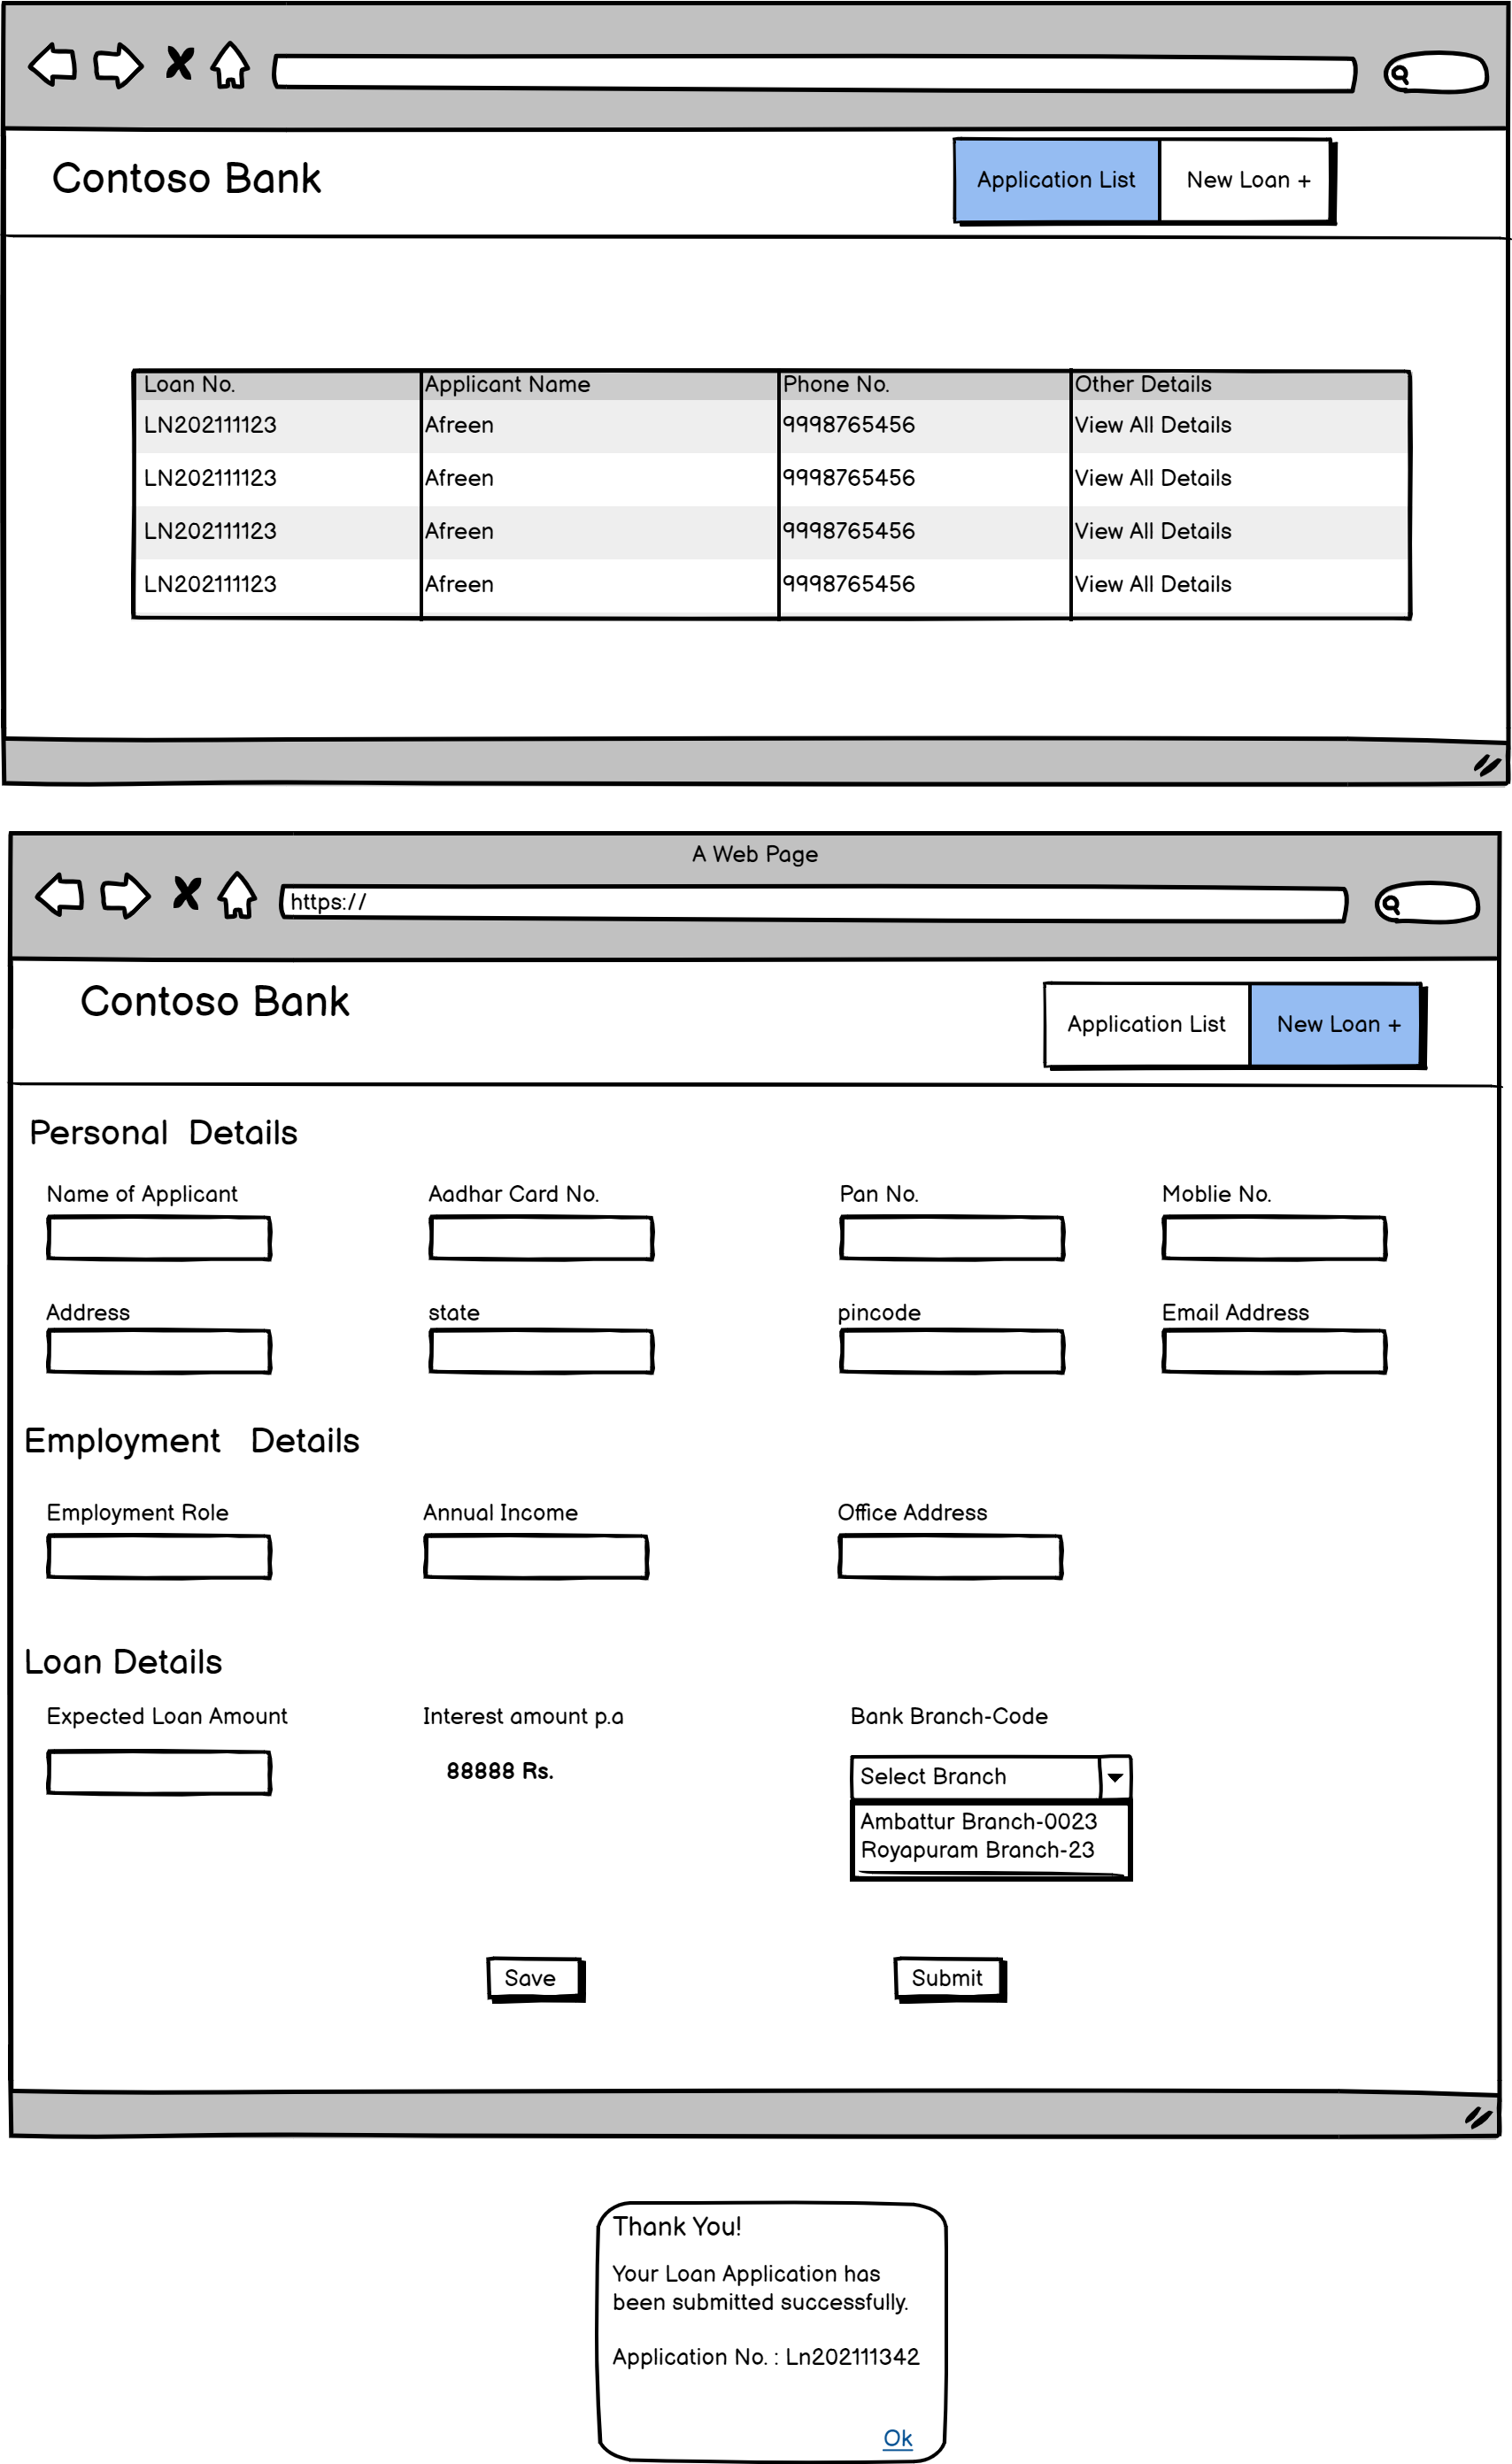 Contoso Bank
Application List New Loan +
Loan No. Applicant Name Phone No. Other Details
LN202111123 Afreen 9998765456 View All Details
LN202111123 Afreen 9998765456 View All Details
LN202111123 Afreen 9998765456 View All Details
LN202111123 Afreen 9998765456 View All Details
A Web Page
https://
Contoso Bank
Application List New Loan +
Personal Details
Name of Applicant Aadhar Card No. Pan No. Moblie No.
Address state pincode Email Address
Employment Details
Employment Role Annual Income Office Address
Loan Details
Expected Loan Amount Interest amount p.a Bank Branch-Code
88888 Rs. Select Branch
Ambattur Branch-0023
Royapuram Branch-23
Save Submit
Thank You!
Your Loan Application has
been submitted successfully.
Application No. : Ln202111342
Ok